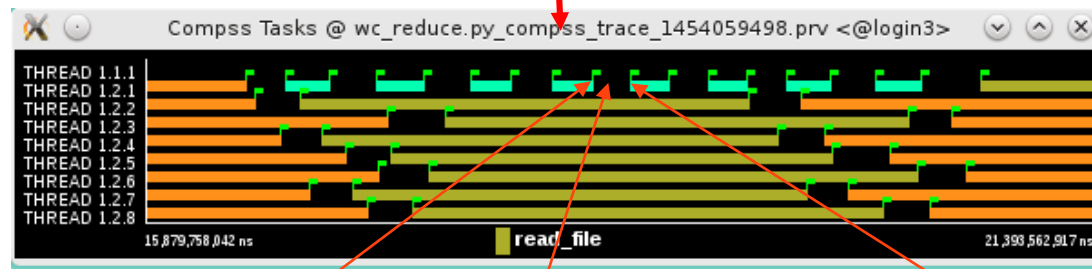 Compss Tasks @ wc_reduce.py_compss_trace_1454059498.prv <@login3>
THREAD 1.1.1
THREAD 1.2.1
THREAD 1.2.2
THREAD 1.2.3
THREAD 1.2.4
THREAD 1.2.5
THREAD 1.2.6
THREAD 1.2.7
THREAD 1.2.8
15,879,758,042 ns read_file 21,393,562,917 ns